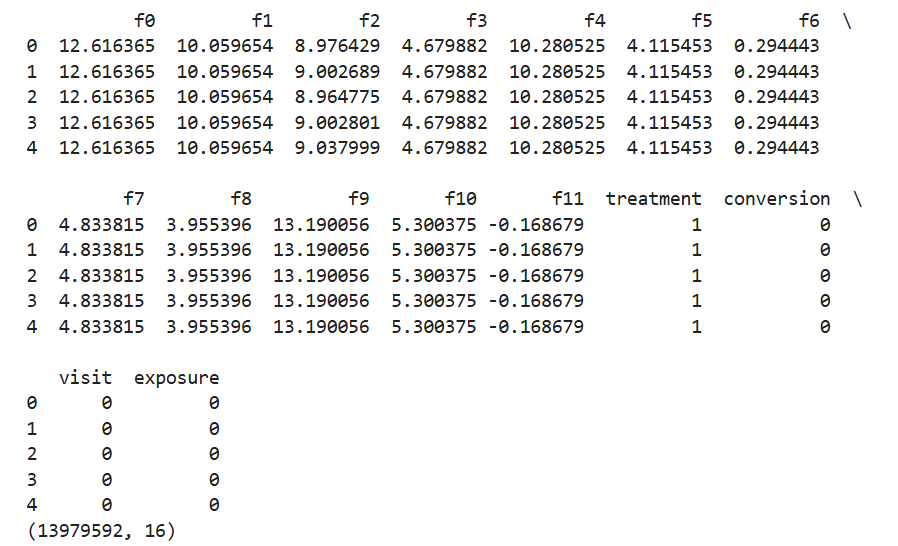 f0 f1 f2 f3 f4 f5 f6 \
0 12.616365 10.059654 8.976429 4.679882 10.280525 4.115453 0.294443
1 12.616365 10.059654 9.002689 4.679882 10.280525 4.115453 0.294443
2 12.616365 10.059654 8.964775 4.679882 10.280525 4.115453 0.294443
3 12.616365 10.059654 9.002801 4.679882 10.280525 4.115453 0.294443
4 12.616365 10.059654 9.037999 4.679882 10.280525 4.115453 0.294443
f7 f8 f9 f10 f11 treatment conversion \
0 4.833815 3.955396 13.190056 5.300375 -0.168679 1 0
1 4.833815 3.955396 13.190056 5.300375 -0.168679 1 0
2 4.833815 3.955396 13.190056 5.300375 -0.168679 1 0
3 4.833815 3.955396 13.190056 5.300375 -0.168679 1 0
4 4.833815 3.955396 13.190056 5.300375 -0.168679 1 0
visit exposure
0 0 0
1 0 0
2 0 0
3 0 0
4 0 0
(13979592, 16)